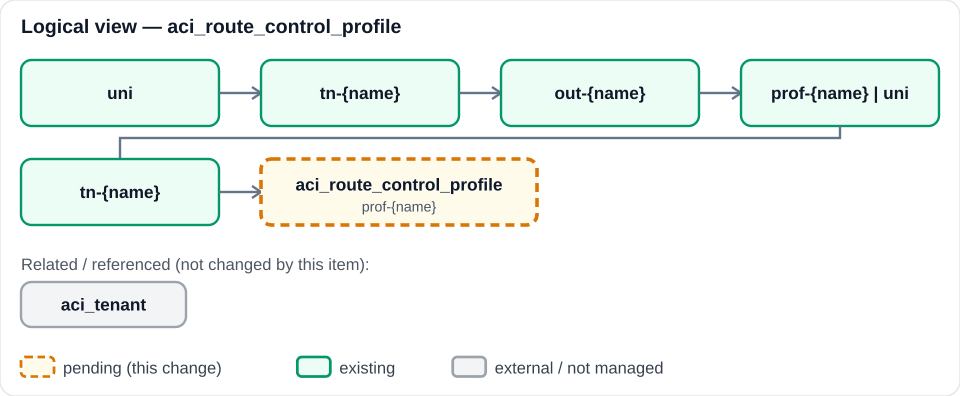 Logical view — aci_route_control_profile
uni
tn-{name}
out-{name}
prof-{name} | uni
tn-{name}
aci_route_control_profile
prof-{name}
Related / referenced (not changed by this item):
aci_tenant
pending (this change)
existing
external / not managed